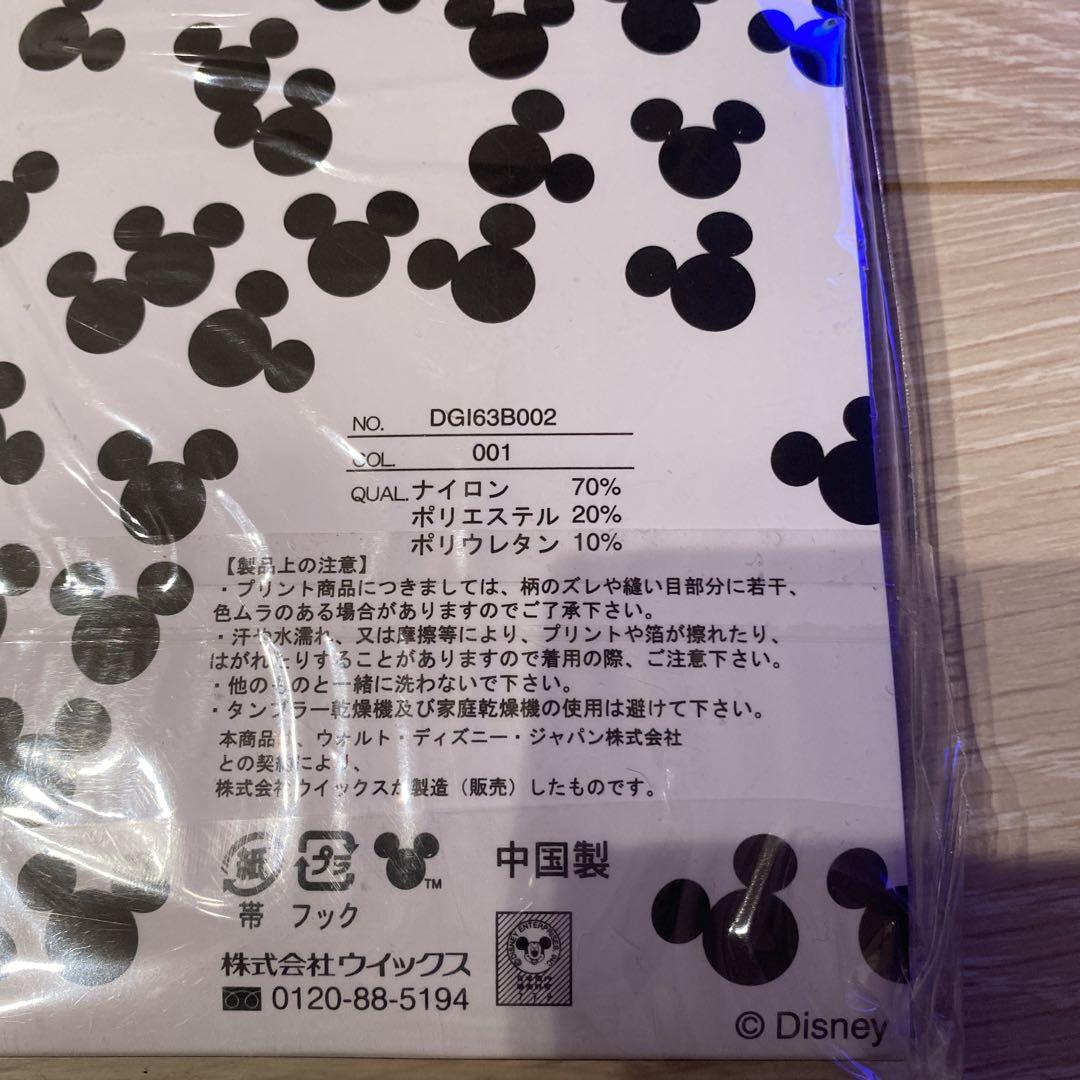 NO. DGI63B002
COL. 001
QUAL. ナイロン 70%
ポリエステル 20%
ポリウレタン 10%
【製品上の注意】
・プリント商品につきましては、柄のズレや縫い目部分に若干、
色ムラのある場合がありますのでご了承下さい。
・汗や水濡れ、又は摩擦等により、プリントや箔が擦れたり、
はがれたりすることがありますので着用の際、ご注意下さい。
・他のものと一緒に洗わないで下さい。
・タンブラー乾燥機及び家庭乾燥機の使用は避けて下さい。
本商品は、ウォルト・ディズニー・ジャパン株式会社
との契約により、
株式会社ウイックスが製造（販売）したものです。
紙 プラ TM 中国製
帯 フック
©DISNEY ENTERPRISES, INC
株式会社ウイックス
0120-88-5194
© Disney